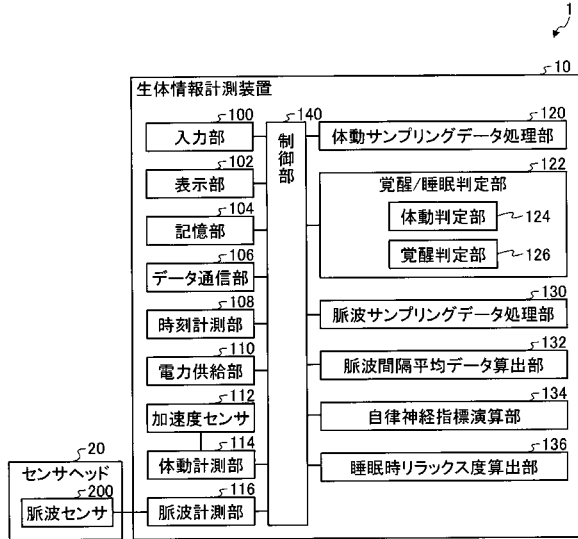 1
10
生体情報計測装置
100
入力部
102
表示部
104
記憶部
106
データ通信部
108
時刻計測部
110
電力供給部
112
加速度センサ
114
体動計測部
116
脈波計測部
20
センサヘッド
200
脈波センサ
140
制御部
120
体動サンプリングデータ処理部
122
覚醒/睡眠判定部
体動判定部
124
覚醒判定部
126
130
脈波サンプリングデータ処理部
132
脈波間隔平均データ算出部
134
自律神経指標演算部
136
睡眠時リラックス度算出部